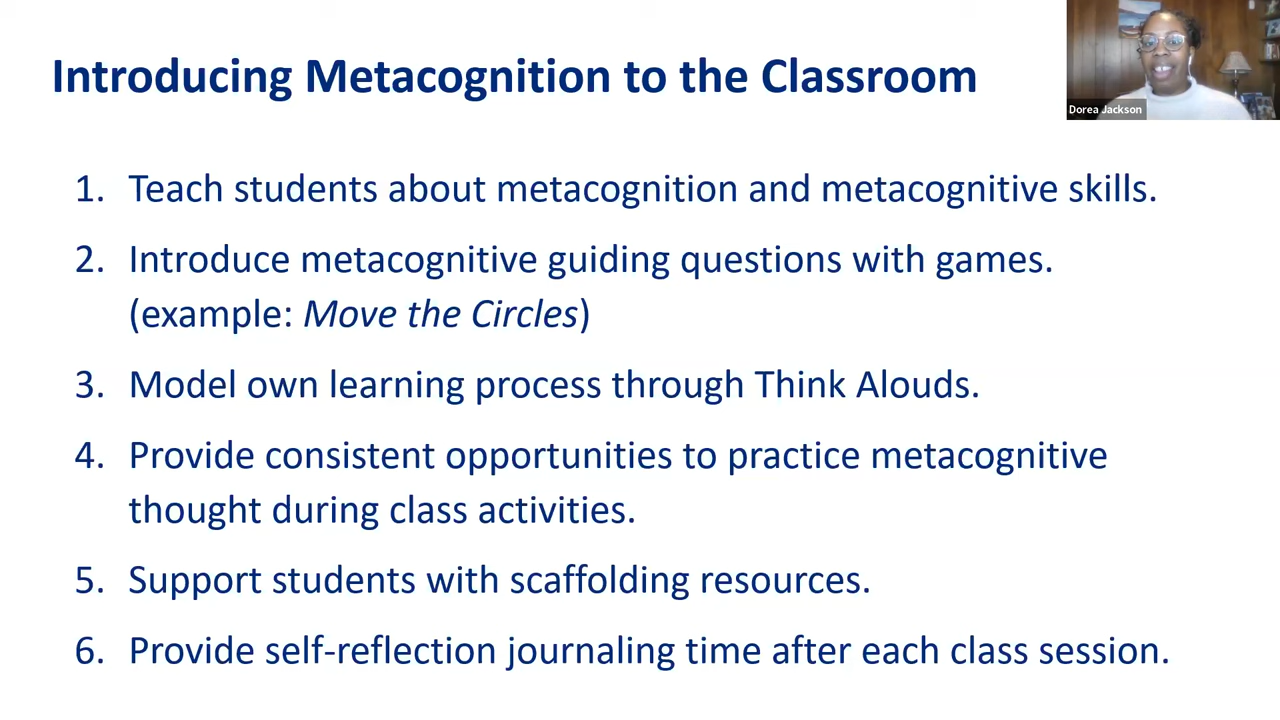 Introducing Metacognition to the Classroom
Dorea Jackson
1. Teach students about metacognition and metacognitive skills.
2. Introduce metacognitive guiding questions with games.
(example: Move the Circles)
3. Model own learning process through Think Alouds.
4. Provide consistent opportunities to practice metacognitive
thought during class activities.
5. Support students with scaffolding resources.
6. Provide self-reflection journaling time after each class session.